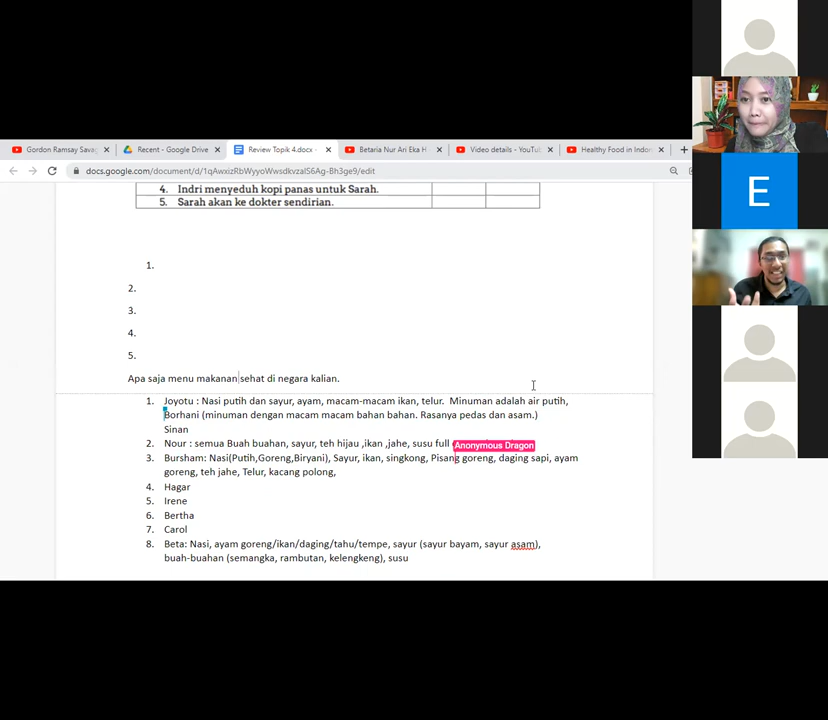 Gordon Ramsay Sava
Recent - Google Drive
Review Topik 4.docx
Betaria Nur Ari Eka H
Video details - YouTu
Healthy Food in Indon
docs.google.com/document/d/1qAwxizRbWyyoWwsdkvzalS6Ag-Bh3ge9/edit
4. Indri menyeduh kopi panas untuk Sarah.
5. Sarah akan ke dokter sendirian.
1.
2.
3.
4.
5.
Apa saja menu makanan sehat di negara kalian.
1. Joyotu : Nasi putih dan sayur, ayam, macam-macam ikan, telur. Minuman adalah air putih,
Borhani (minuman dengan macam macam bahan bahan. Rasanya pedas dan asam.)
Sinan
2. Nour : semua Buah buahan, sayur, teh hijau ,ikan ,jahe, susu full
Anonymous Dragon
3. Bursham: Nasi(Putih,Goreng,Biryani), Sayur, ikan, singkong, Pisang goreng, daging sapi, ayam
goreng, teh jahe, Telur, kacang polong,
4. Hagar
5. Irene
6. Bertha
7. Carol
8. Beta: Nasi, ayam goreng/ikan/daging/tahu/tempe, sayur (sayur bayam, sayur asam),
buah-buahan (semangka, rambutan, kelengkeng), susu
E